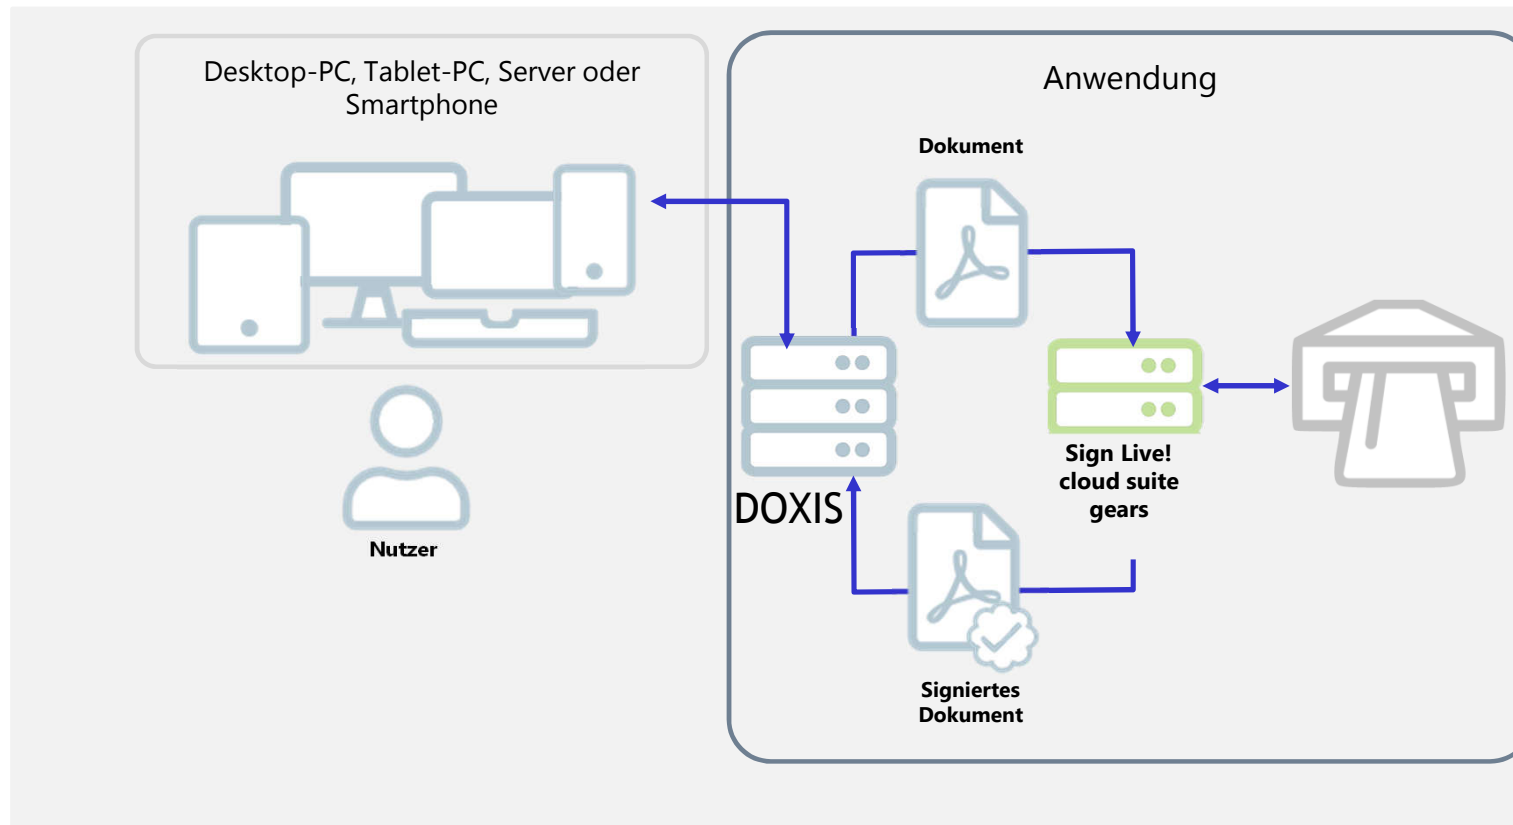 Desktop-PC, Tablet-PC, Server oder
Smartphone
Nutzer
Anwendung
Dokument
DOXIS
Sign Live!
cloud suite
gears
Signiertes
Dokument